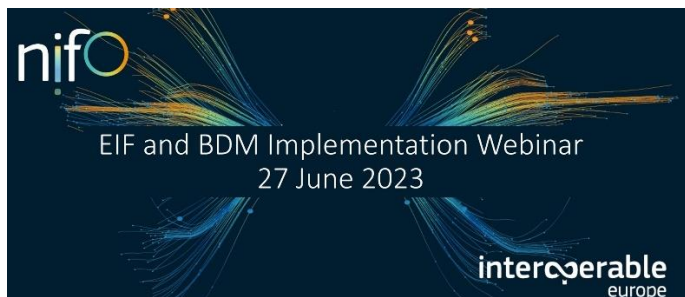 nifo
EIF and BDM Implementation Webinar
27 June 2023
interoperable
europe